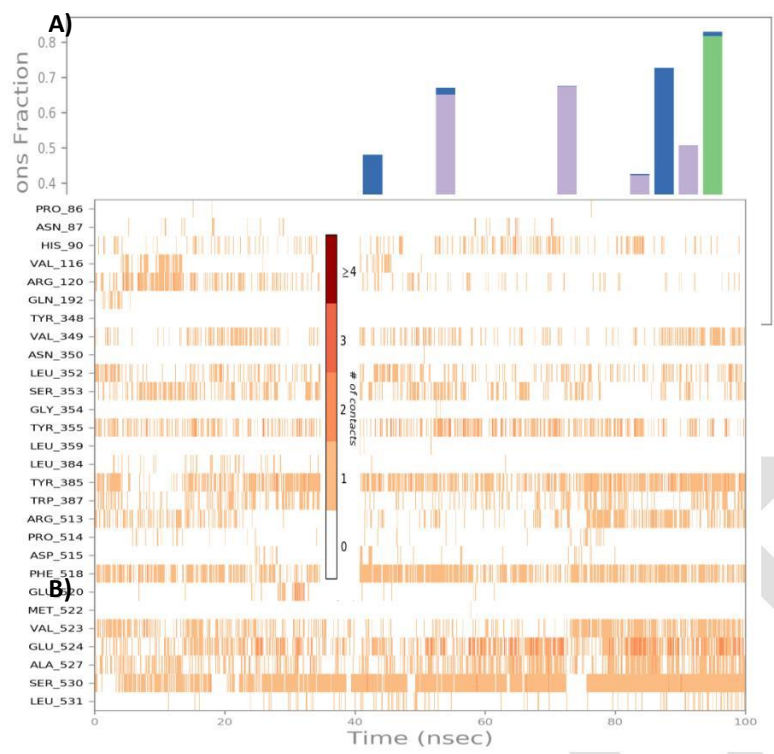 A)
ons Fraction
0.8
0.7
0.6
0.5
0.4
PRO_86
ASN_87
HIS_90
VAL_116
ARG_120
GLN_192
TYR_348
VAL_349
ASN_350
LEU_352
SER_353
GLY_354
TYR_355
LEU_359
LEU_384
TYR_385
TRP_387
ARG_513
PRO_514
ASP_515
PHE_518
B)
MET_522
VAL_523
GLU_524
ALA_527
SER_530
LEU_531
≥4
3
2
1
0
# of contacts
0 20 40 60 80 100
Time (nsec)